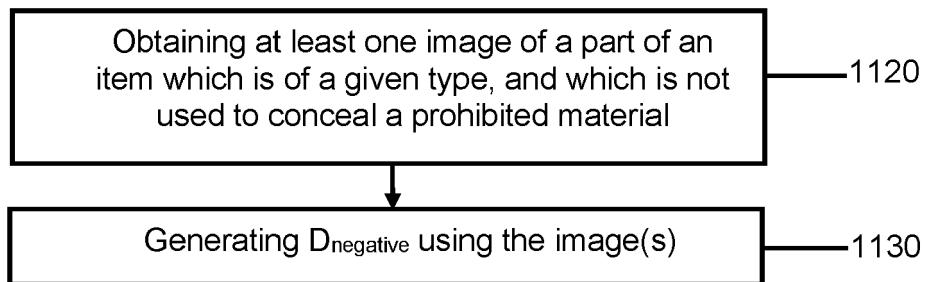 Obtaining at least one image of a part of an
item which is of a given type, and which is not
used to conceal a prohibited material
1120
Generating Dnegative using the image(s)
1130